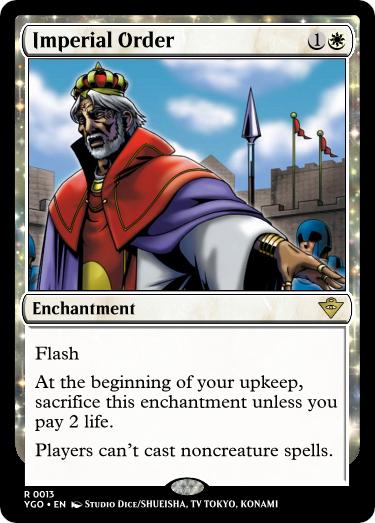 Imperial Order 1
Enchantment
Flash
At the beginning of your upkeep,
sacrifice this enchantment unless you
pay 2 life.
Players can't cast noncreature spells.
R 0013
YGO • EN Studio Dice/SHUEISHA, TV TOKYO, KONAMI